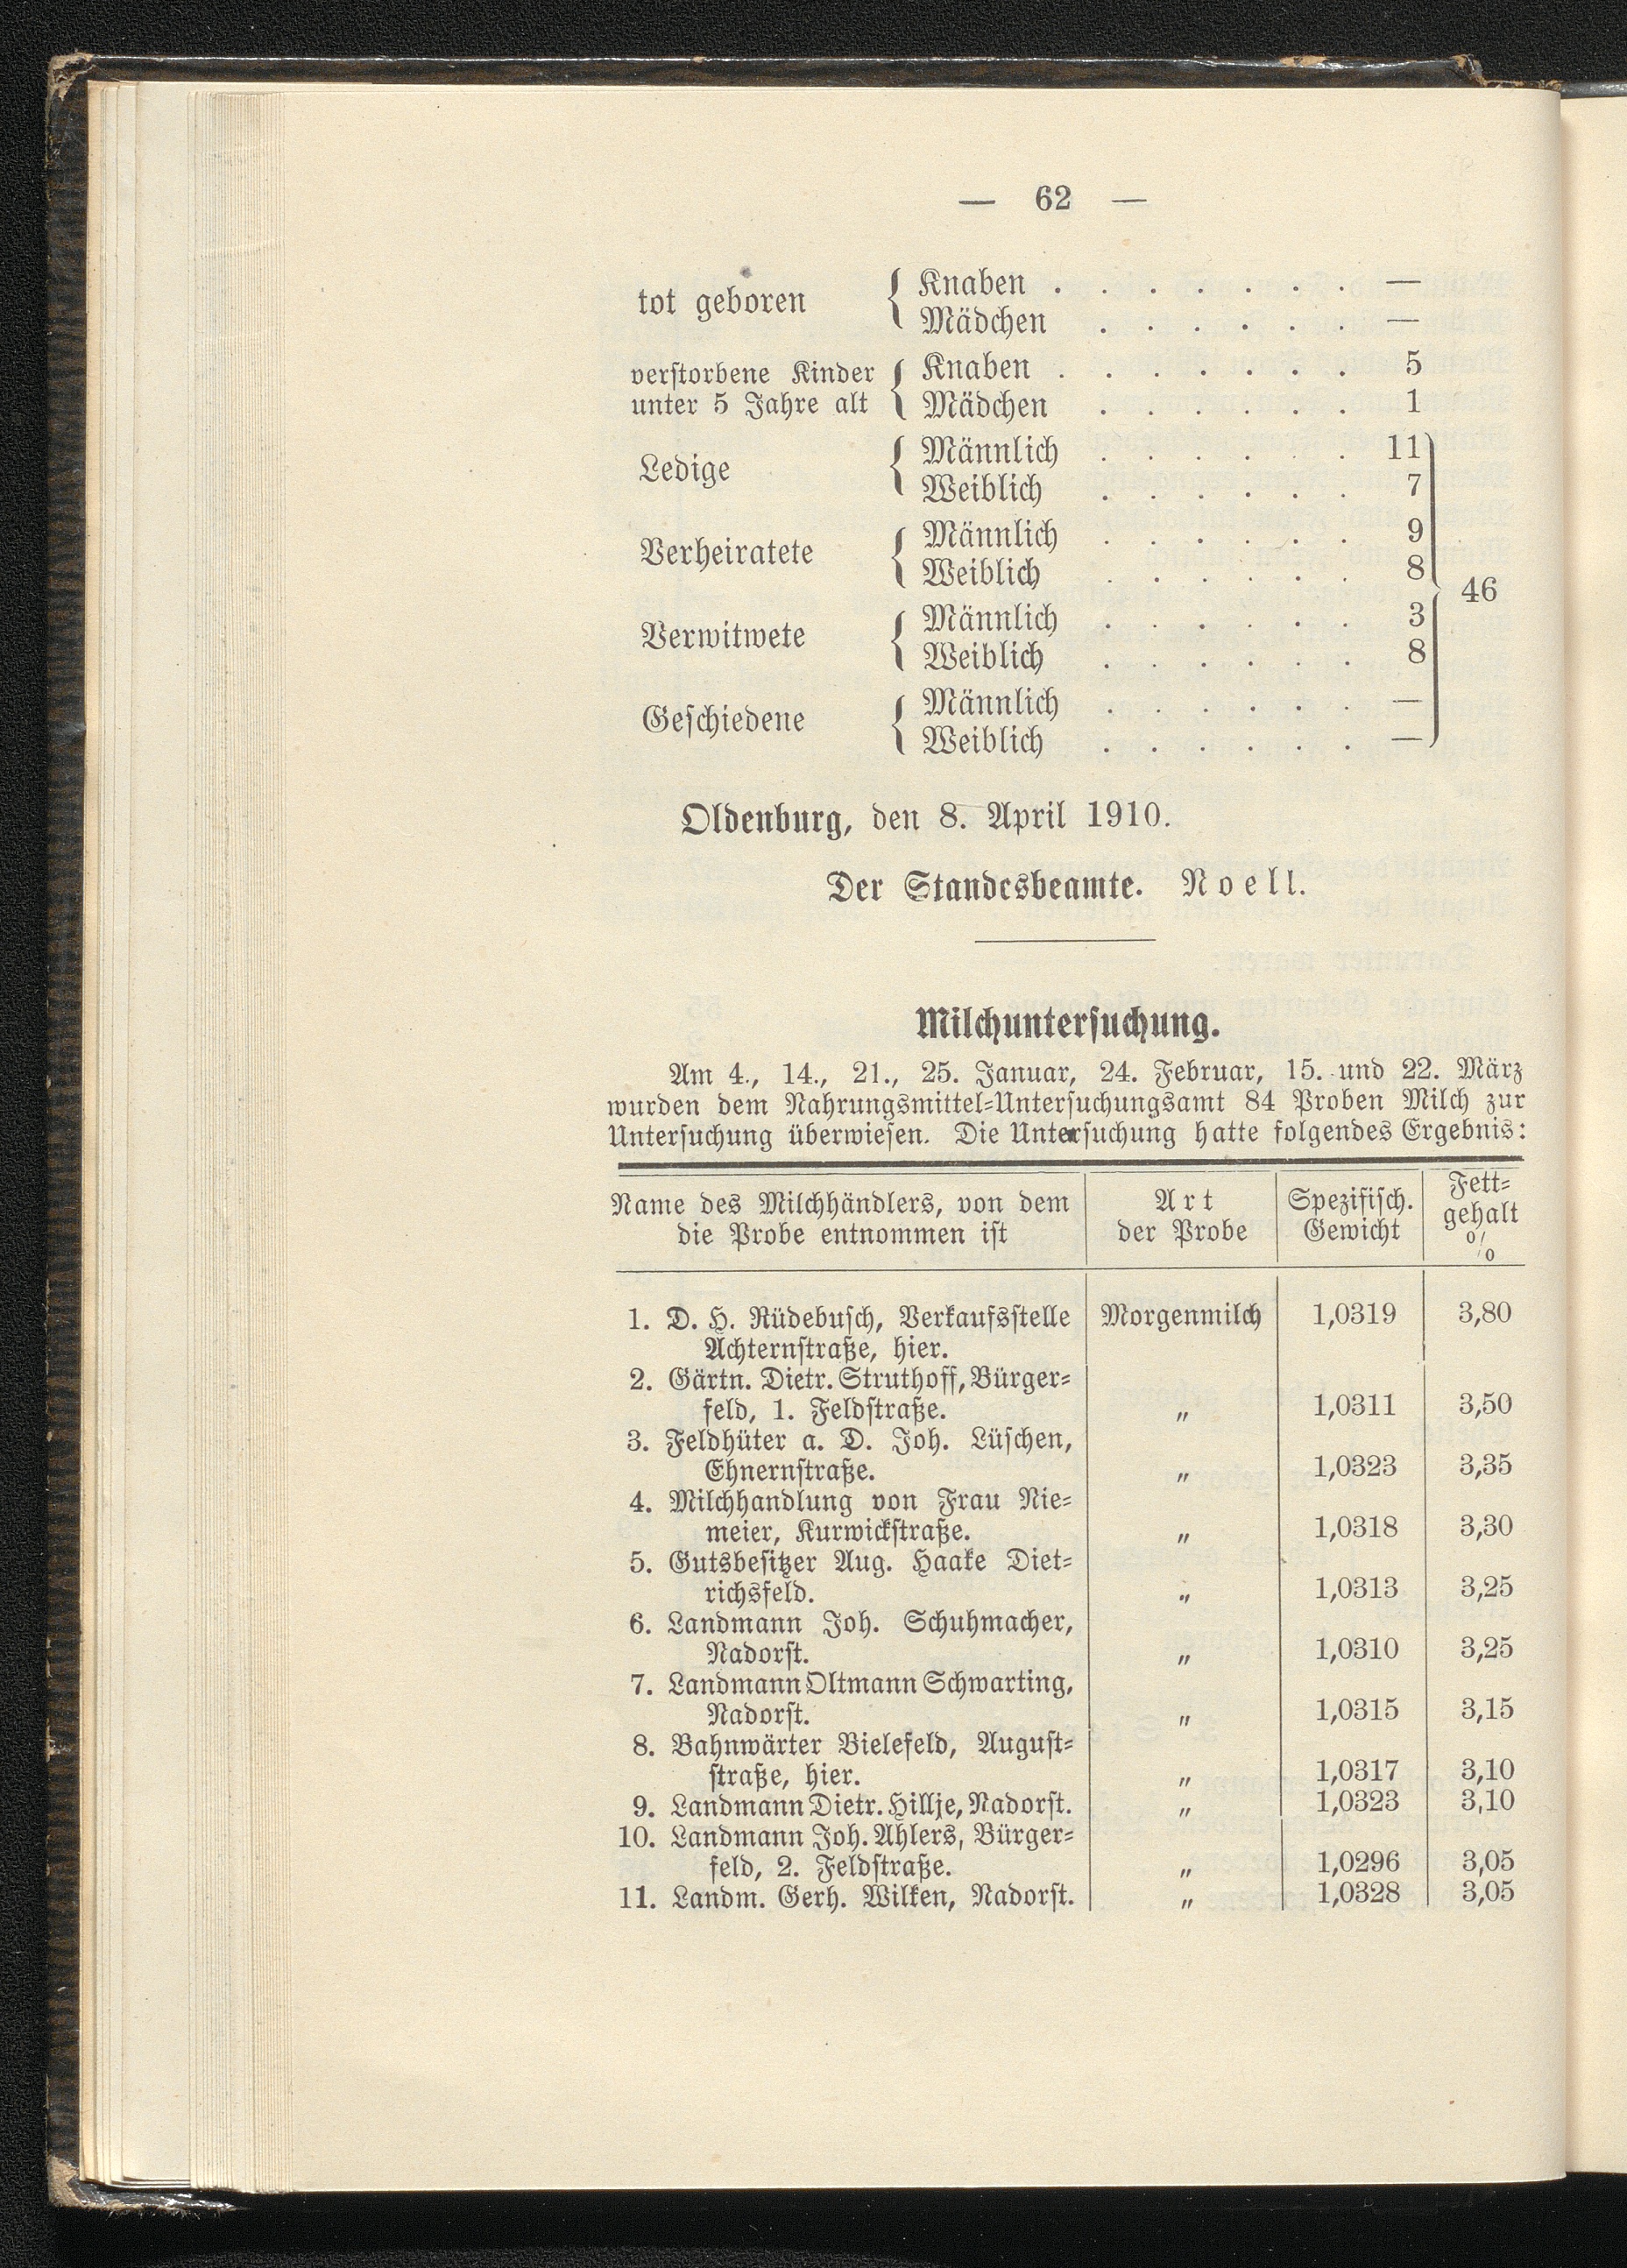 — 62 —
tot geboren { Knaben . . . . . . . —
Mädchen . . . . . . —
verstorbene Kinder { Knaben . . . . . . . 5
unter 5 Jahre alt Mädchen . . . . . . 1
Ledige { Männlich . . . . . . 11
Weiblich . . . . . . 7
Verheiratete { Männlich . . . . . . 9
Weiblich . . . . . . 8
} 46
Verwitwete { Männlich . . . . . . 3
Weiblich . . . . . . 8
Geschiedene { Männlich . . . . . . —
Weiblich . . . . . . —
Oldenburg, den 8. April 1910.
Der Standesbeamte. Noell.
Milchuntersuchung.
Am 4., 14., 21., 25. Januar, 24. Februar, 15. und 22. März
wurden dem Nahrungsmittel-Untersuchungsamt 84 Proben Milch zur
Untersuchung überwiesen. Die Untersuchung hatte folgendes Ergebnis:
Name des Milchhändlers, von dem die Probe entnommen ist | Art der Probe | Spezifisch. Gewicht | Fett-gehalt %
1. D. H. Rüdebusch, Verkaufsstelle Morgenmilch 1,0319 3,80
Achternstraße, hier.
2. Gärtn. Dietr. Struthoff, Bürger-
feld, 1. Feldstraße. „ 1,0311 3,50
3. Feldhüter a. D. Joh. Lüschen,
Ehnernstraße. „ 1,0323 3,35
4. Milchhandlung von Frau Nie-
meier, Kurwickstraße. „ 1,0318 3,30
5. Gutsbesitzer Aug. Haake Diet-
richsfeld. „ 1,0313 3,25
6. Landmann Joh. Schuhmacher,
Nadorst. „ 1,0310 3,25
7. Landmann Oltmann Schwarting,
Nadorst. „ 1,0315 3,15
8. Bahnwärter Bielefeld, August-
straße, hier. „ 1,0317 3,10
9. Landmann Dietr. Hillje, Nadorst. „ 1,0323 3,10
10. Landmann Joh. Ahlers, Bürger-
feld, 2. Feldstraße. „ 1,0296 3,05
11. Landm. Gerh. Wilken, Nadorst. „ 1,0328 3,05